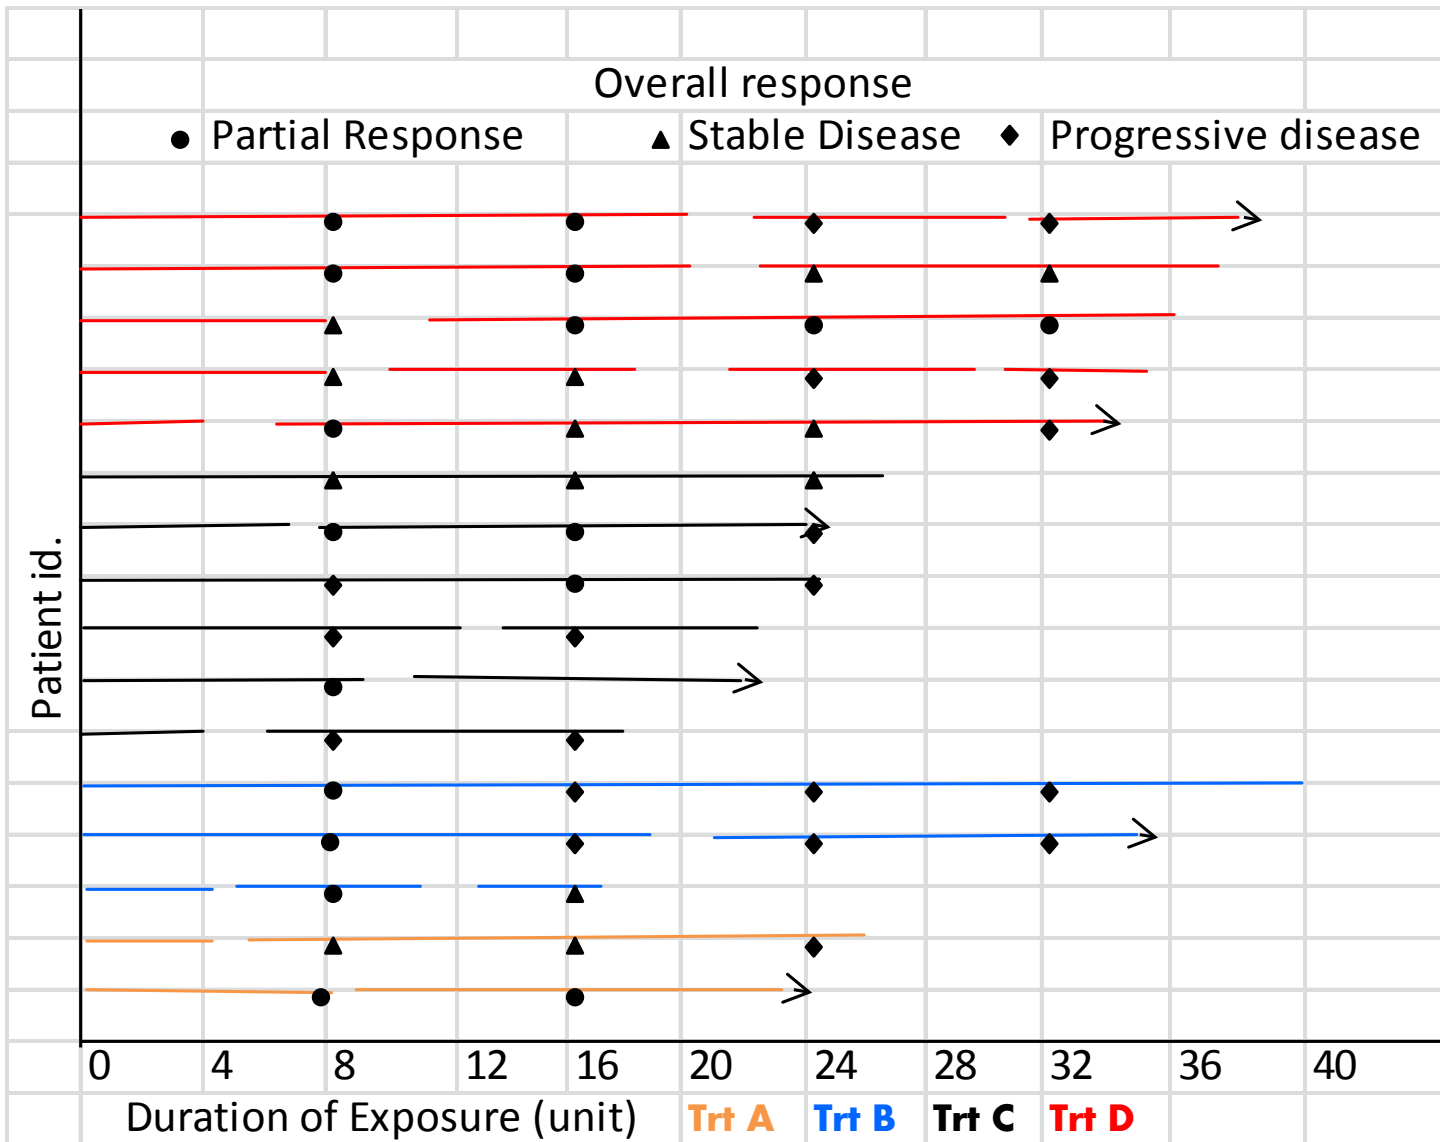 Overall response
Partial Response Stable Disease Progressive disease
Patient id.
0 4 8 12 16 20 24 28 32 36 40
Duration of Exposure (unit) Trt A Trt B Trt C Trt D